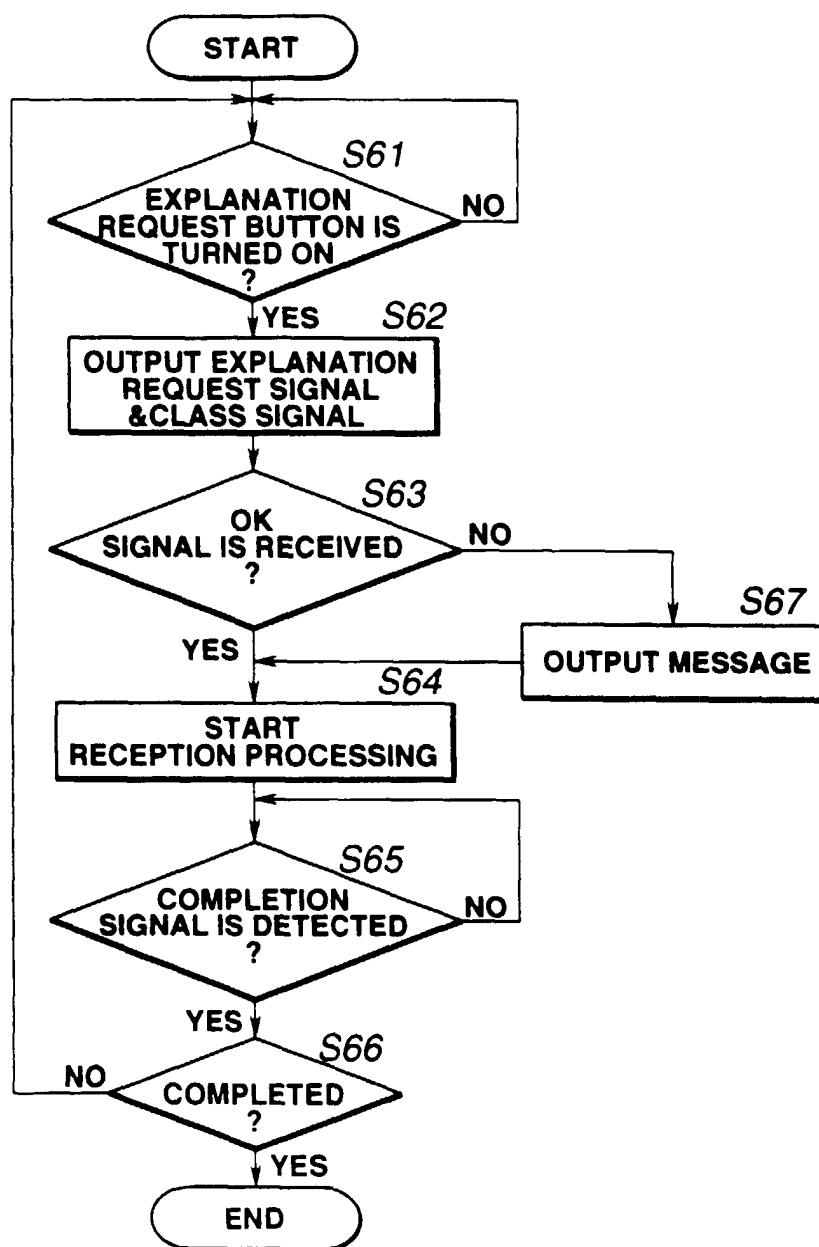 START
S61
EXPLANATION
REQUEST BUTTON IS
TURNED ON
?
NO
YES
S62
OUTPUT EXPLANATION
REQUEST SIGNAL
&CLASS SIGNAL
S63
OK
SIGNAL IS RECEIVED
?
NO
YES
S67
OUTPUT MESSAGE
S64
START
RECEPTION PROCESSING
S65
COMPLETION
SIGNAL IS DETECTED
?
NO
YES
S66
NO
COMPLETED
?
YES
END